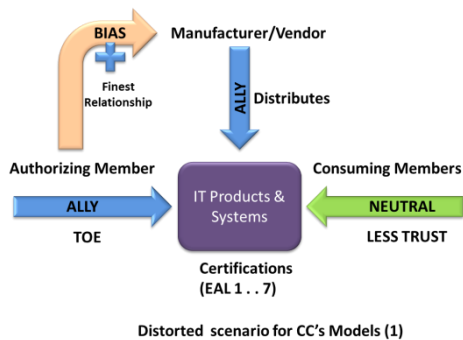 BIAS
Manufacturer/Vendor
Finest
Relationship
ALLY
Distributes
Authorizing Member
Consuming Members
ALLY
IT Products &
Systems
NEUTRAL
TOE
LESS TRUST
Certifications
(EAL 1 . . 7)
Distorted scenario for CC's Models (1)